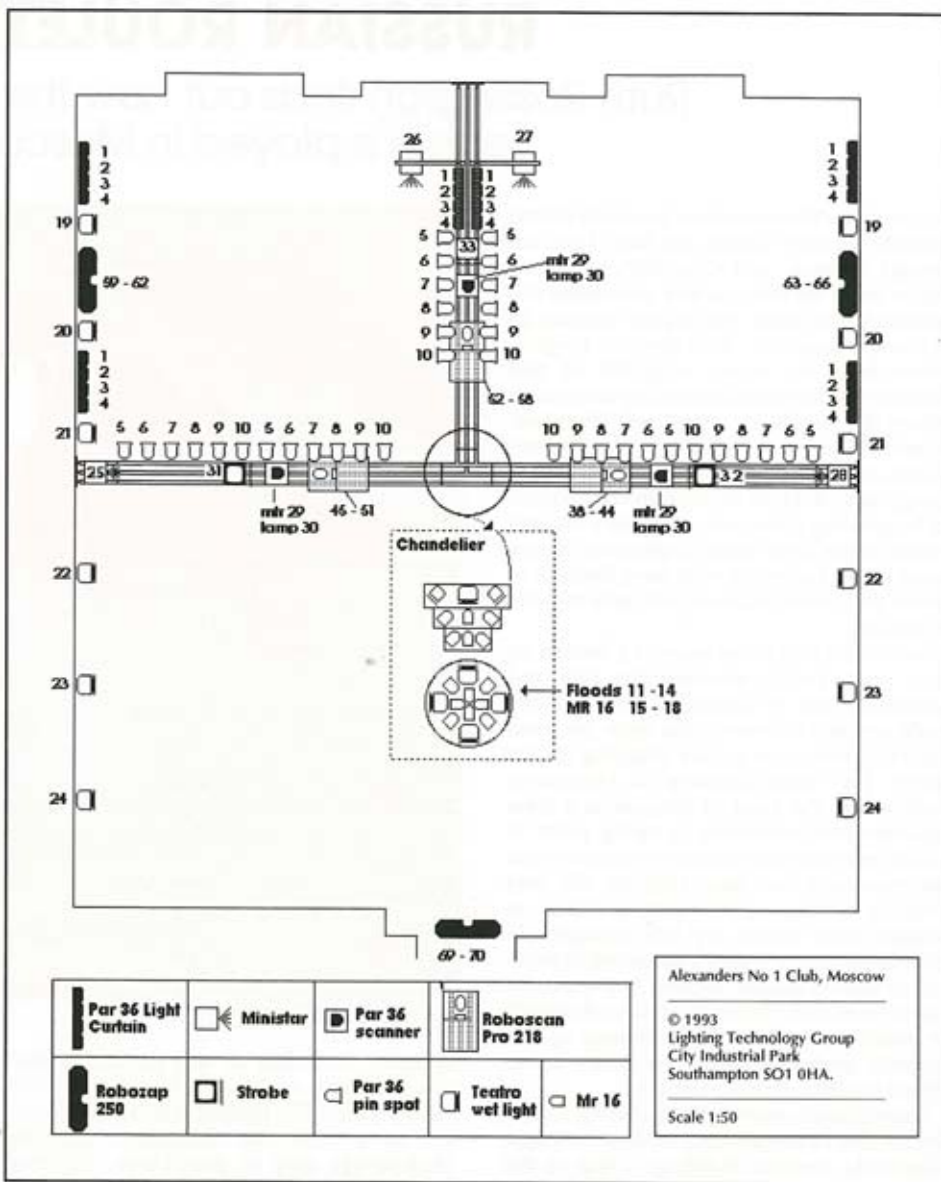 RUSSIAN ROULE
26 27
1 1 1 1
2 2 2 2
3 3 3 3
4 4 4 4
19 5 33 5 19
6 6 mlr 29
lamp 30
59 - 62 7 7 63 - 66
8 8
20 9 9 20
1 10 10 1
2 2
3 52 - 58 3
4 4
21 21
5 6 7 8 9 10 5 6 7 8 9 10 10 9 8 7 6 5 10 9 8 7 6 5
25 31 32 28
mlr 29
lamp 30
45 - 51
38 - 44
mlr 29
lamp 30
Chandelier
22 22
23 23
Floods 11 - 14
MR 16 15 - 18
24 24
69 - 70
Par 36 Light
Curtain
Ministar
Par 36
scanner
Roboscan
Pro 218
Robozap
250
Strobe
Par 36
pin spot
Teatro
wet light
Mr 16
Alexanders No 1 Club, Moscow
© 1993
Lighting Technology Group
City Industrial Park
Southampton SO1 0HA.
Scale 1:50